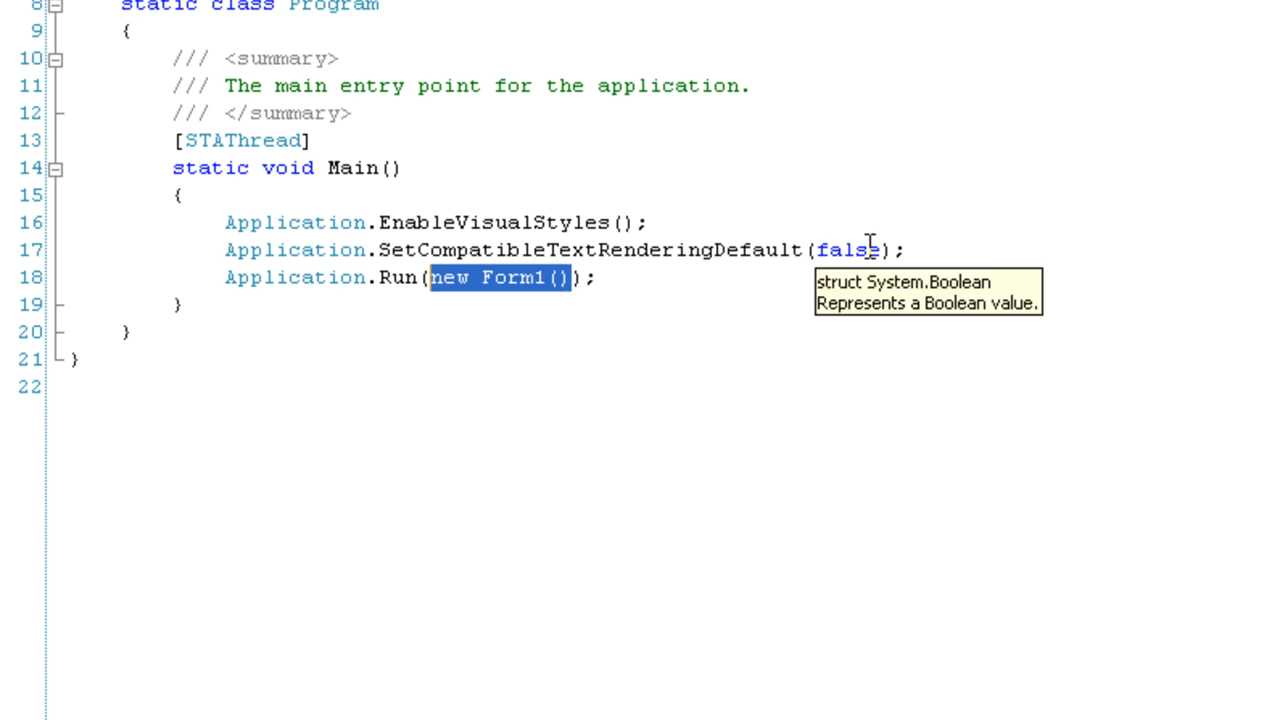 8 static class Program
9 {
10 /// <summary>
11 /// The main entry point for the application.
12 /// </summary>
13 [STAThread]
14 static void Main()
15 {
16 Application.EnableVisualStyles();
17 Application.SetCompatibleTextRenderingDefault(false);
18 Application.Run(new Form1());
struct System.Boolean
Represents a Boolean value.
19 }
20 }
21 }
22